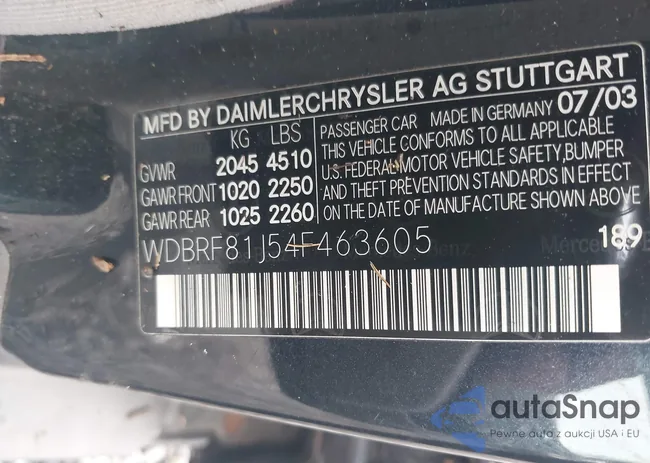 MFD BY DAIMLERCHRYSLER AG STUTTGART
KG LBS
GVWR 2045 4510
GAWR FRONT 1020 2250
GAWR REAR 1025 2260
PASSENGER CAR MADE IN GERMANY 07/03
THIS VEHICLE CONFORMS TO ALL APPLICABLE
U.S. FEDERAL MOTOR VEHICLE SAFETY, BUMPER
AND THEFT PREVENTION STANDARDS IN EFFECT
ON THE DATE OF MANUFACTURE SHOWN ABOVE
WDBRF81J54F463605
189
autoSnap
Pewne auta z aukcji USA i EU